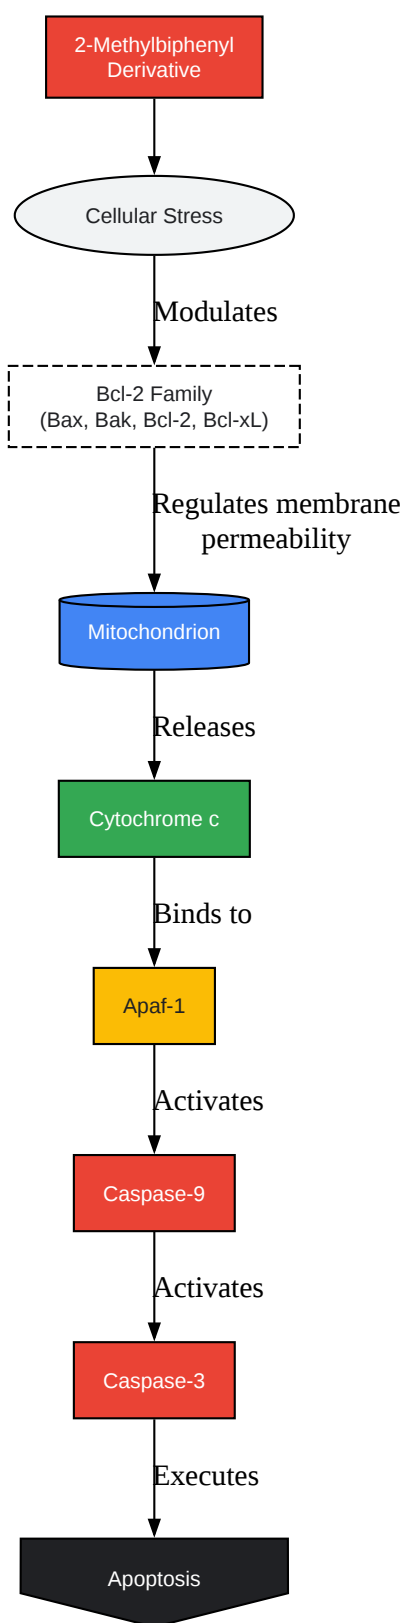 2-Methylbiphenyl
Derivative
Cellular Stress
Modulates
Bcl-2 Family
(Bax, Bak, Bcl-2, Bcl-xL)
Regulates membrane
permeability
Mitochondrion
Releases
Cytochrome c
Binds to
Apaf-1
Activates
Caspase-9
Activates
Caspase-3
Executes
Apoptosis